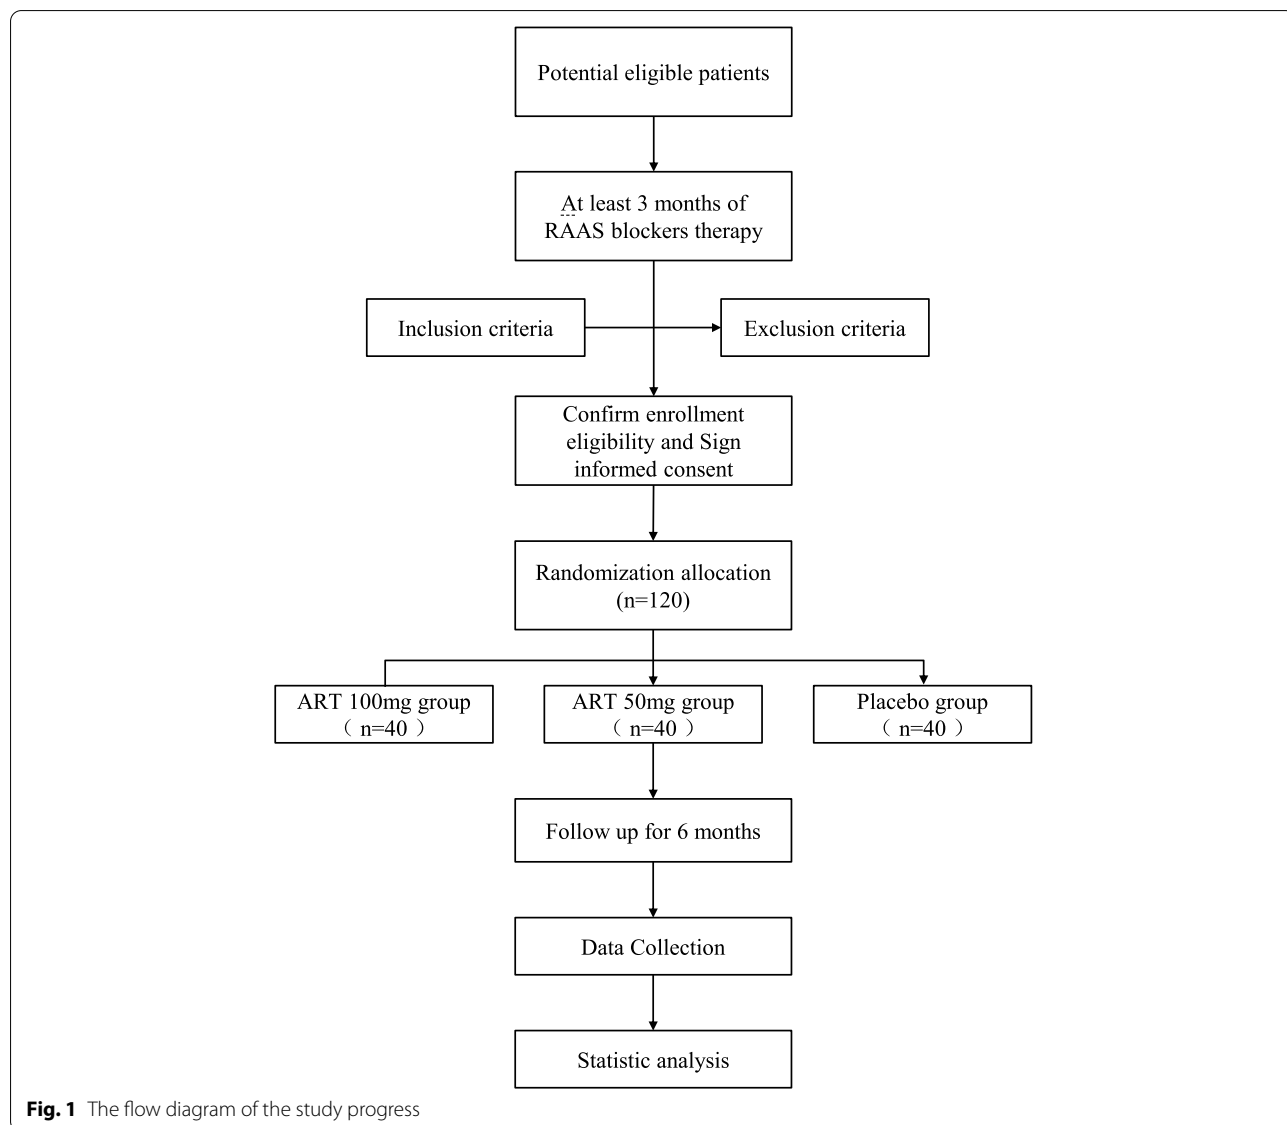 Potential eligible patients
At least 3 months of
RAAS blockers therapy
Inclusion criteria
Exclusion criteria
Confirm enrollment
eligibility and Sign
informed consent
Randomization allocation
(n=120)
ART 100mg group
（ n=40 ）
ART 50mg group
（ n=40 ）
Placebo group
（ n=40 ）
Follow up for 6 months
Data Collection
Statistic analysis
Fig. 1 The flow diagram of the study progress